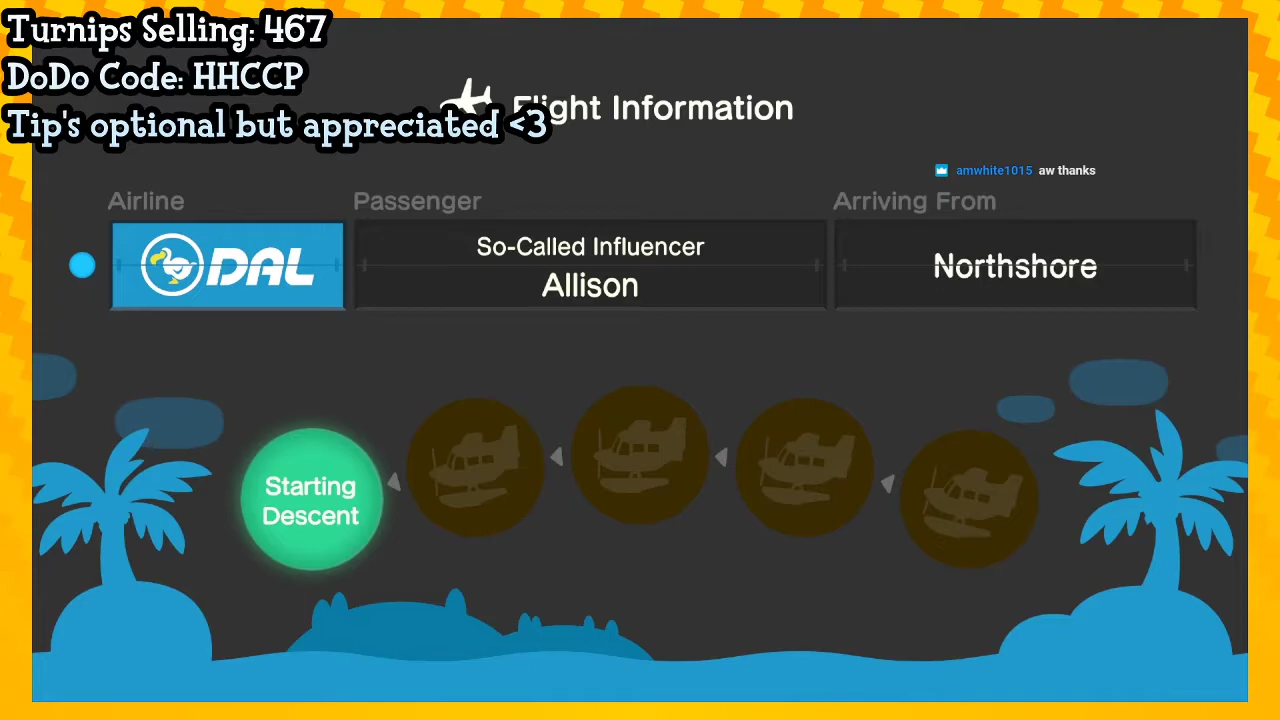 Turnips Selling: 467
DoDo Code: HHCCP
Tip's optional but appreciated <3
Flight Information
amwhite1015 aw thanks
Airline
Passenger
Arriving From
DAL
So-Called Influencer
Allison
Northshore
Starting
Descent